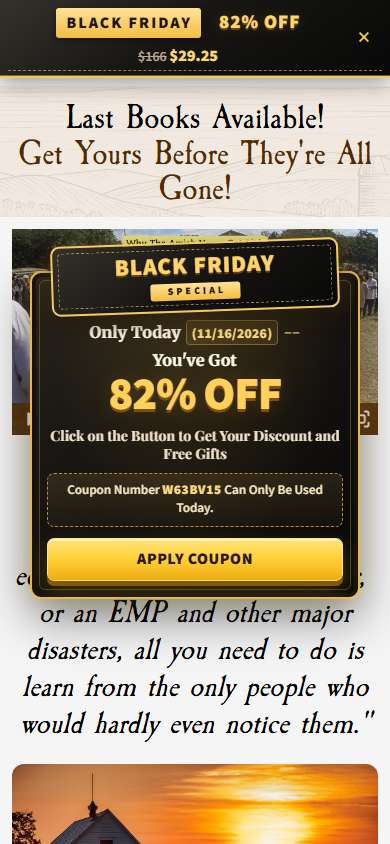 BLACK FRIDAY 82% OFF
×
$166 $29.25
Last Books Available!
Get Yours Before They're All
Gone!
BLACK FRIDAY
SPECIAL
Only Today (11/16/2026) —
You've Got
82% OFF
Click on the Button to Get Your Discount and
Free Gifts
Coupon Number W63BV15 Can Only Be Used
Today.
APPLY COUPON
or an EMP and other major
disasters, all you need to do is
learn from the only people who
would hardly even notice them."